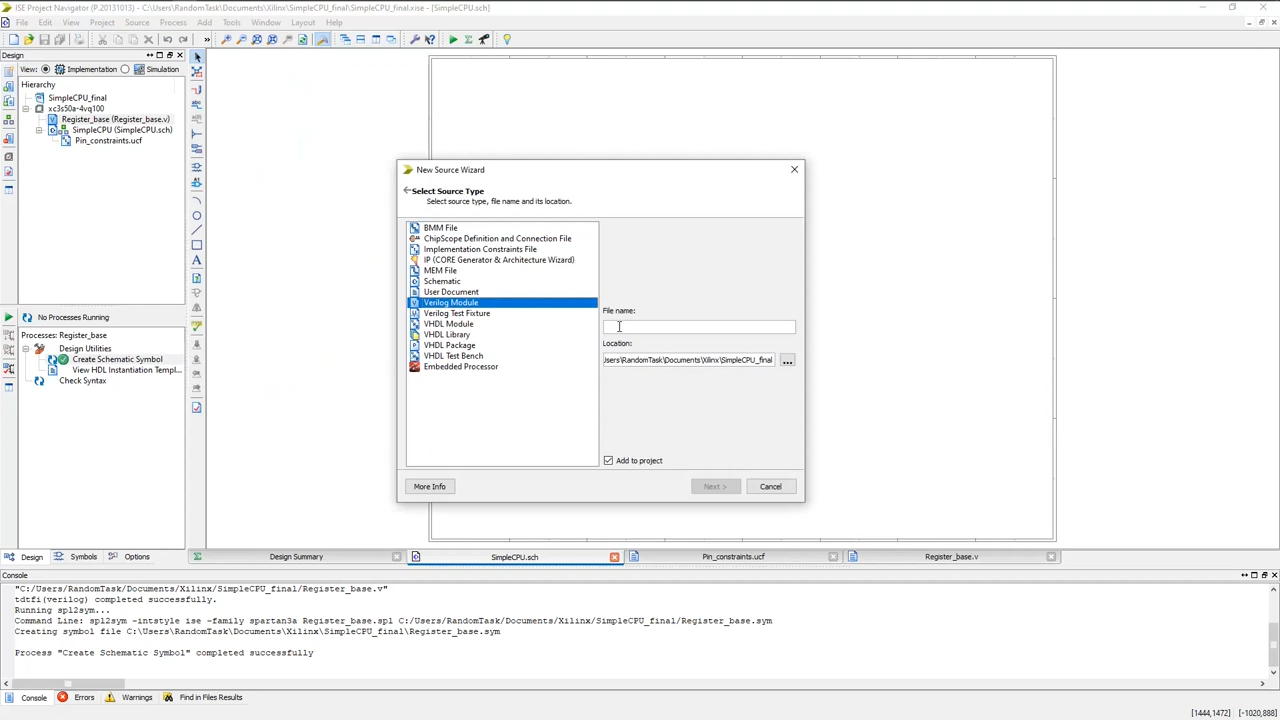 ISE Project Navigator (P.20131013) - C:\Users\RandomTask\Documents\Xilinx\SimpleCPU_final\SimpleCPU_final.xise - [SimpleCPU.sch]
File Edit View Project Source Process Add Tools Window Layout Help
Design
View: Implementation Simulation
Hierarchy
SimpleCPU_final
xc3s50a-4vq100
Register_base (Register_base.v)
SimpleCPU (SimpleCPU.sch)
Pin_constraints.ucf
No Processes Running
Processes: Register_base
Design Utilities
Create Schematic Symbol
View HDL Instantiation Templ...
Check Syntax
New Source Wizard
Select Source Type
Select source type, file name and its location.
BMM File
ChipScope Definition and Connection File
Implementation Constraints File
IP (CORE Generator & Architecture Wizard)
MEM File
Schematic
User Document
Verilog Module
Verilog Test Fixture
VHDL Module
VHDL Library
VHDL Package
VHDL Test Bench
Embedded Processor
File name:
Location:
Jsers\RandomTask\Documents\Xilinx\SimpleCPU_final ...
Add to project
More Info Next > Cancel
Design Symbols Options
Design Summary SimpleCPU.sch Pin_constraints.ucf Register_base.v
Console
"C:/Users/RandomTask/Documents/Xilinx/SimpleCPU_final/Register_base.v"
tdtfi(verilog) completed successfully.
Running spl2sym...
Command Line: spl2sym -intstyle ise -family spartan3a Register_base.spl C:/Users/RandomTask/Documents/Xilinx/SimpleCPU_final/Register_base.sym
Creating symbol file C:\Users\RandomTask\Documents\Xilinx\SimpleCPU_final\Register_base.sym
Process "Create Schematic Symbol" completed successfully
Console Errors Warnings Find in Files Results
[1444,1472] [-1020,888]